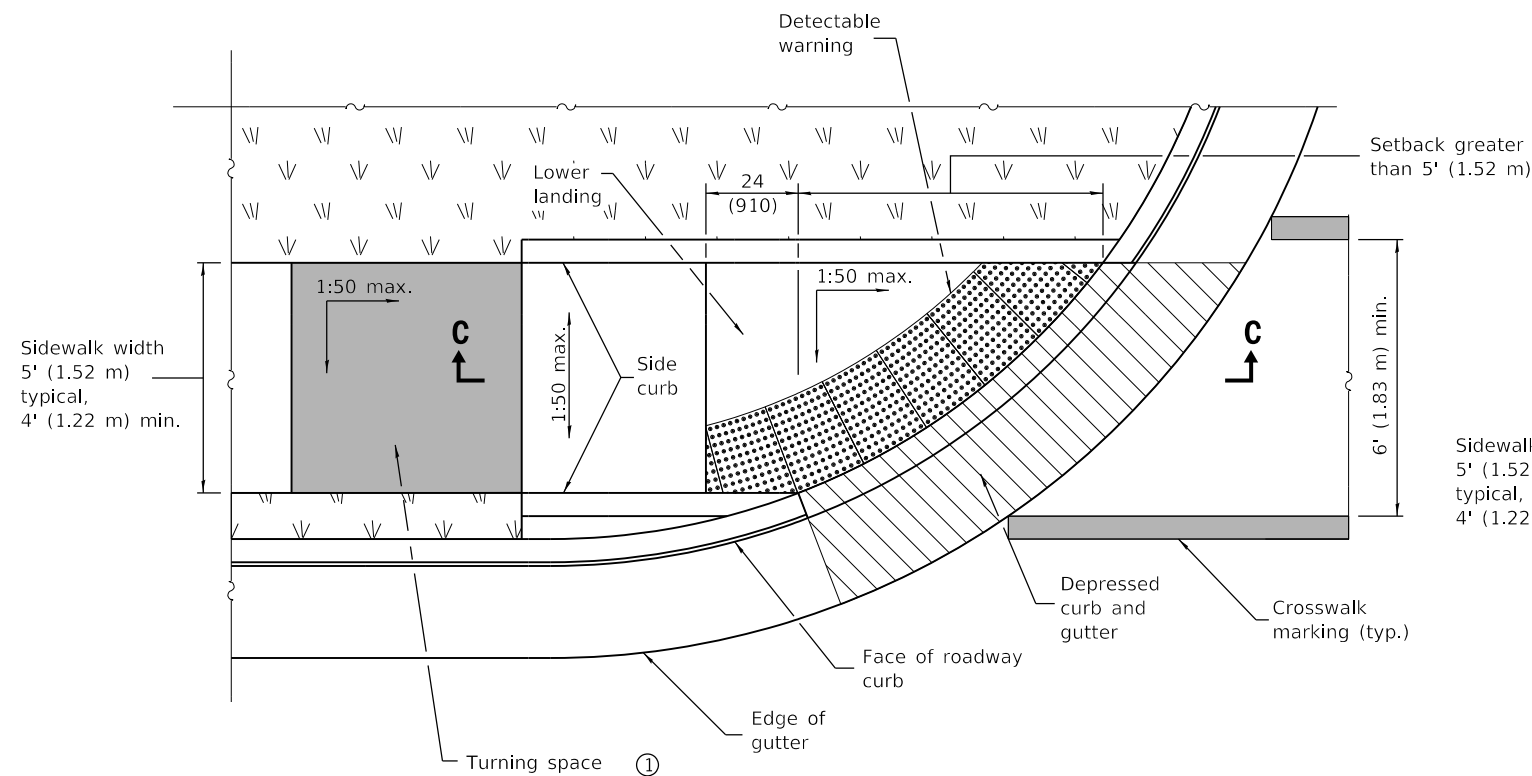 Detectable
warning
Setback greater
than 5' (1.52 m)
Lower
landing
24
(910)
1:50 max.
1:50 max.
C
C
Sidewalk width
5' (1.52 m)
typical,
4' (1.22 m) min.
1:50 max.
Side
curb
6' (1.83 m) min.
5' (1.52
typical,
4' (1.22
Depressed
curb and
gutter
Crosswalk
marking (typ.)
Face of roadway
curb
Edge of
gutter
Turning space 1